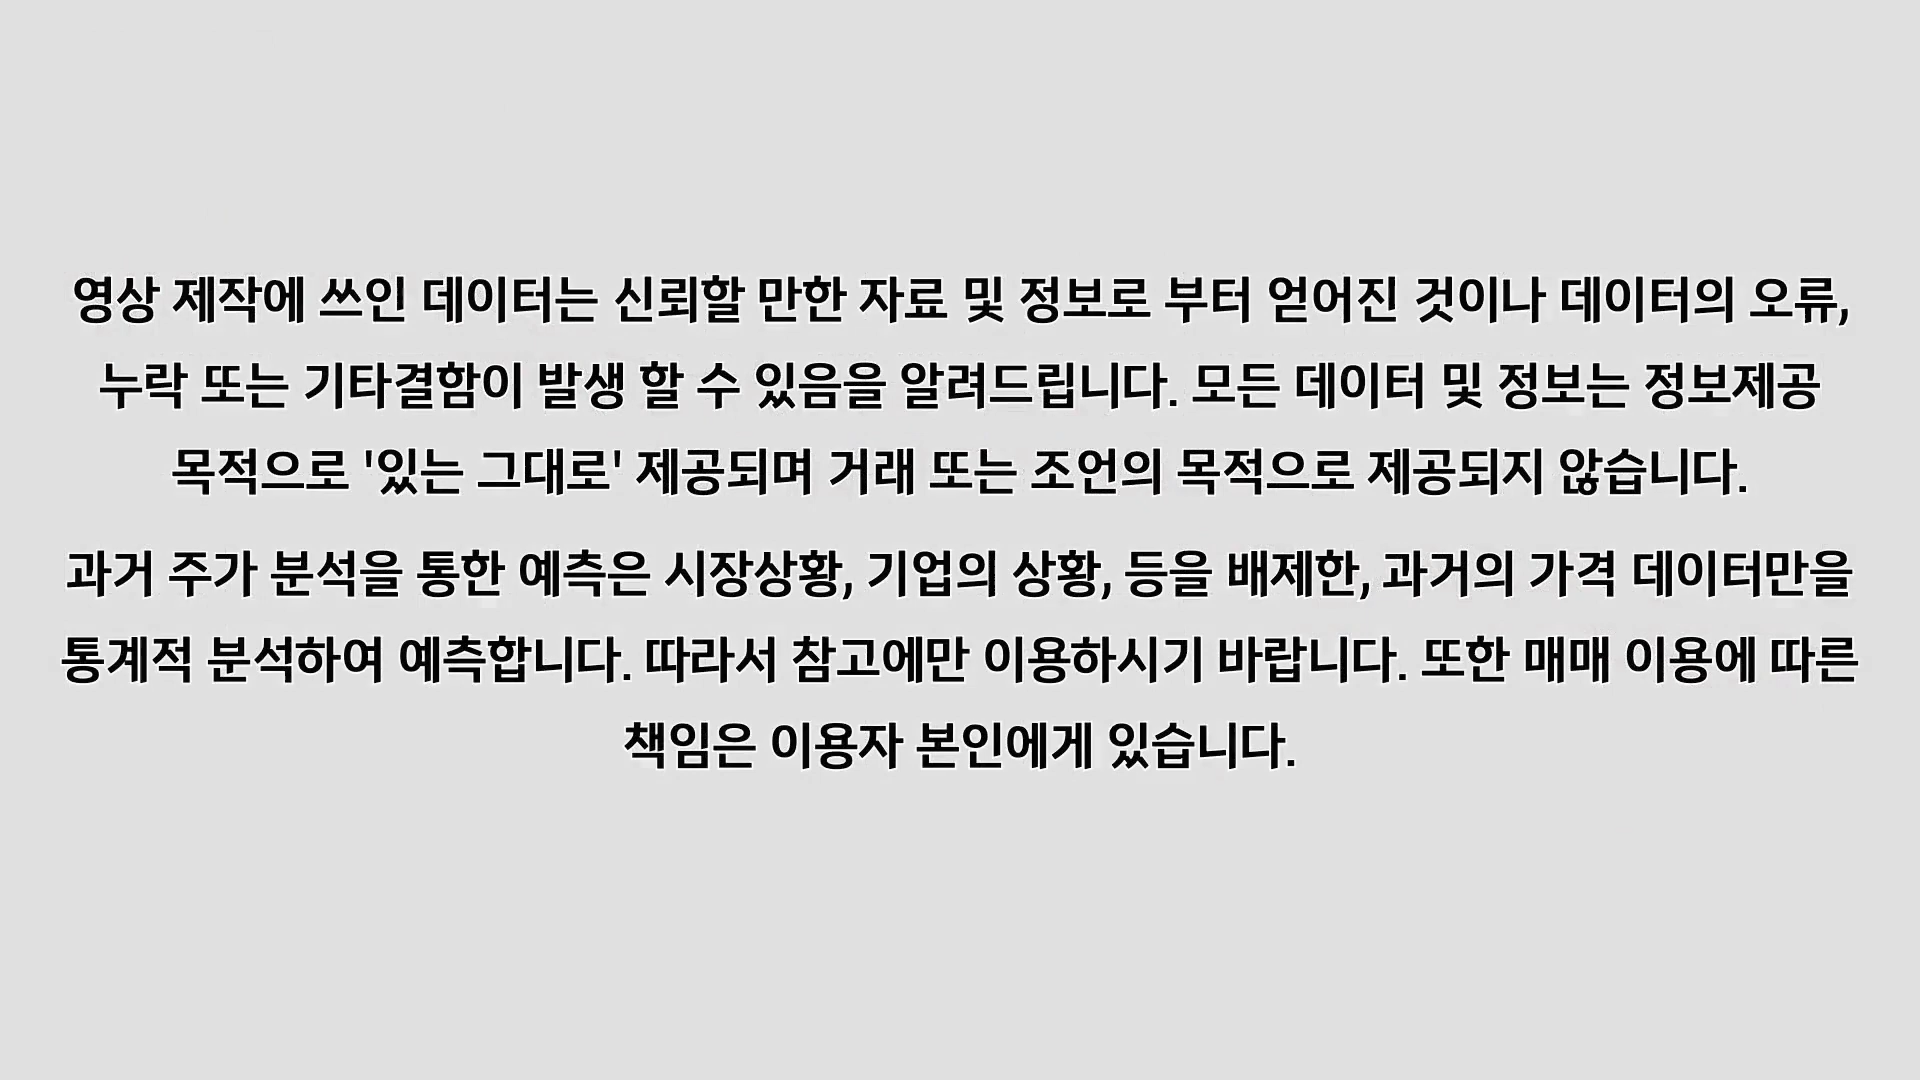 영상 제작에 쓰인 데이터는 신뢰할 만한 자료 및 정보로 부터 얻어진 것이나 데이터의 오류,
누락 또는 기타결함이 발생 할 수 있음을 알려드립니다. 모든 데이터 및 정보는 정보제공
목적으로 '있는 그대로' 제공되며 거래 또는 조언의 목적으로 제공되지 않습니다.
과거 주가 분석을 통한 예측은 시장상황, 기업의 상황, 등을 배제한, 과거의 가격 데이터만을
통계적 분석하여 예측합니다. 따라서 참고에만 이용하시기 바랍니다. 또한 매매 이용에 따른
책임은 이용자 본인에게 있습니다.